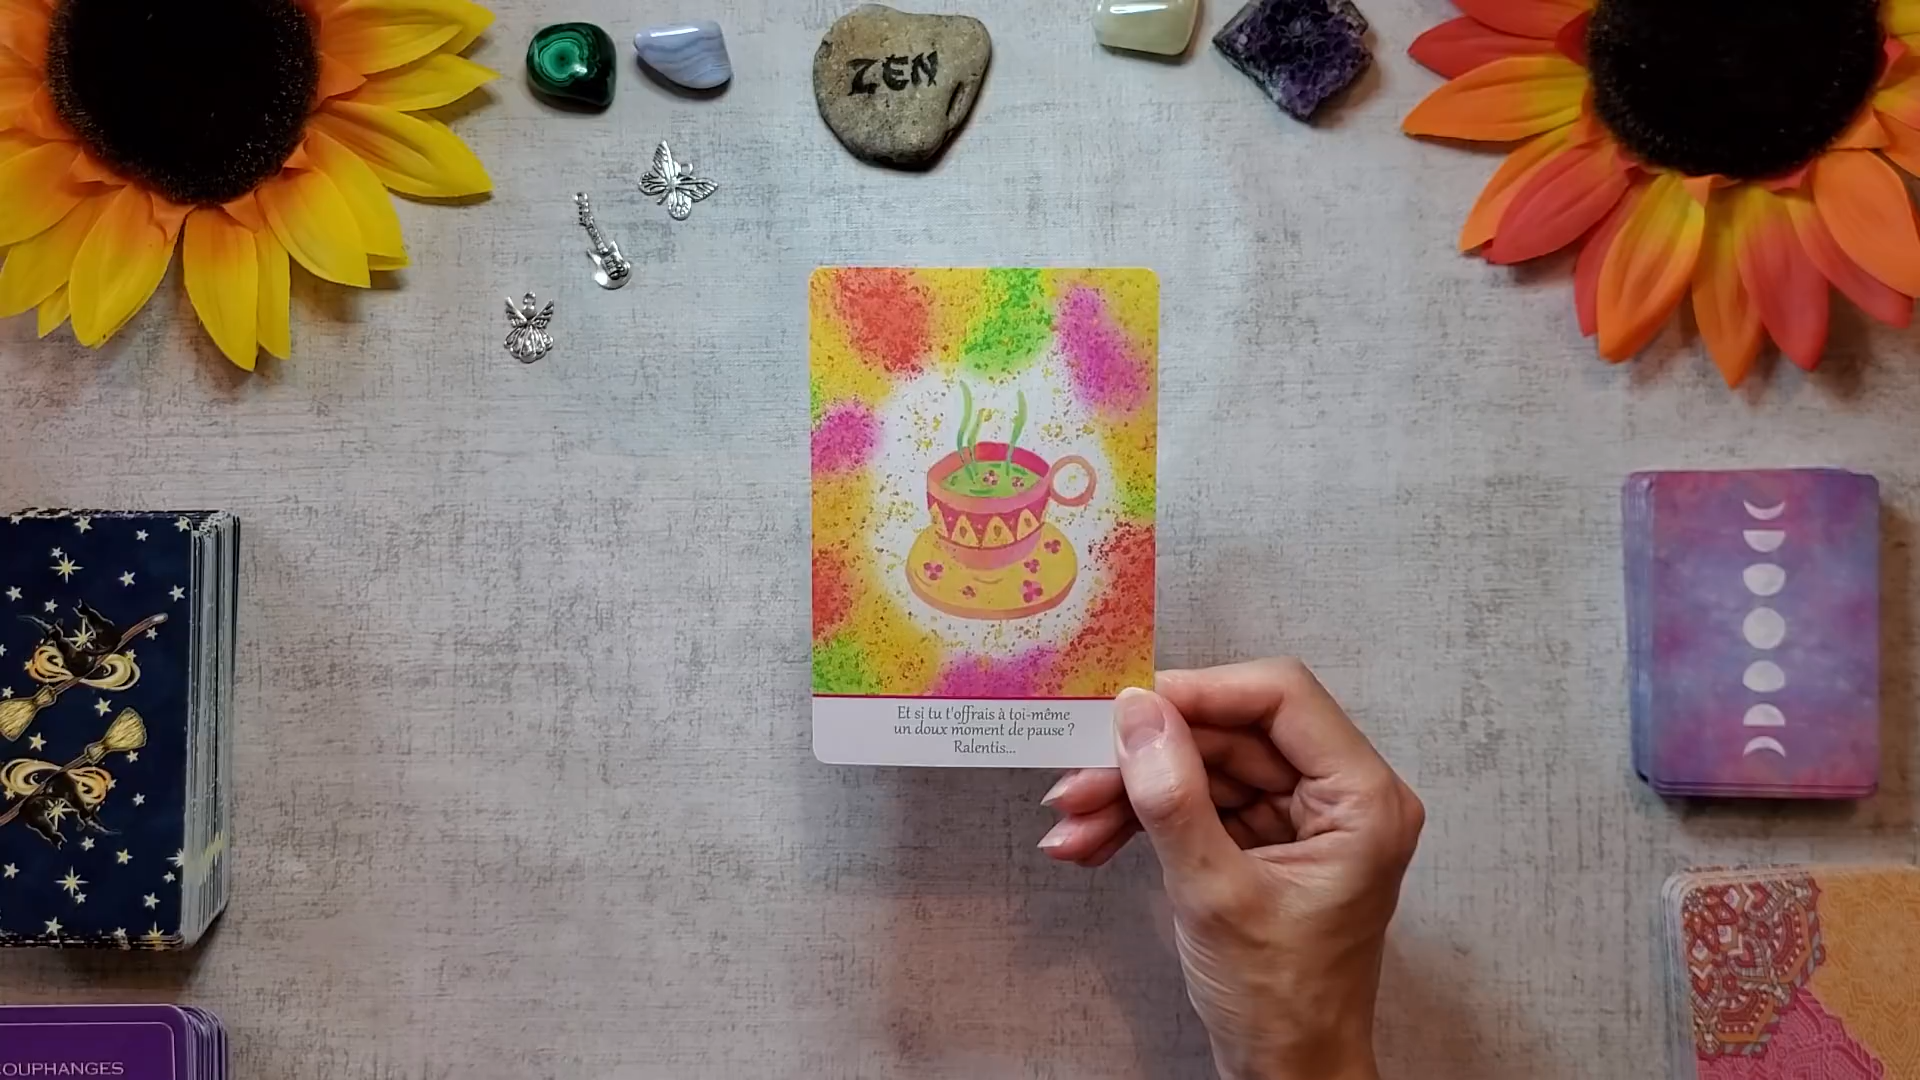 ZEN
Et si tu t'offrais à toi-même
un doux moment de pause ?
Ralentis...
OUPHANGES